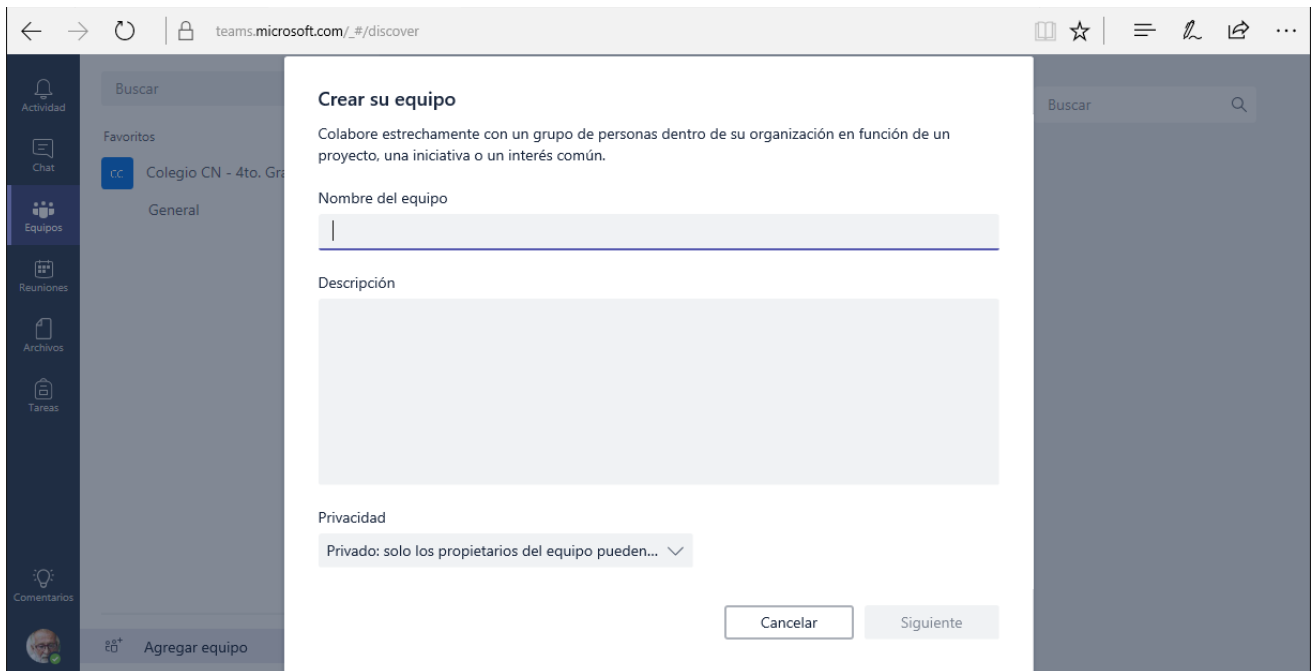 teams.microsoft.com/_#/discover
Actividad
Chat
Equipos
Reuniones
Archivos
Tareas
Comentarios
Buscar
Favoritos
CC Colegio CN - 4to. Gra
General
Agregar equipo
Crear su equipo
Colabore estrechamente con un grupo de personas dentro de su organización en función de un
proyecto, una iniciativa o un interés común.
Nombre del equipo
Descripción
Privacidad
Privado: solo los propietarios del equipo pueden...
Cancelar
Siguiente
Buscar